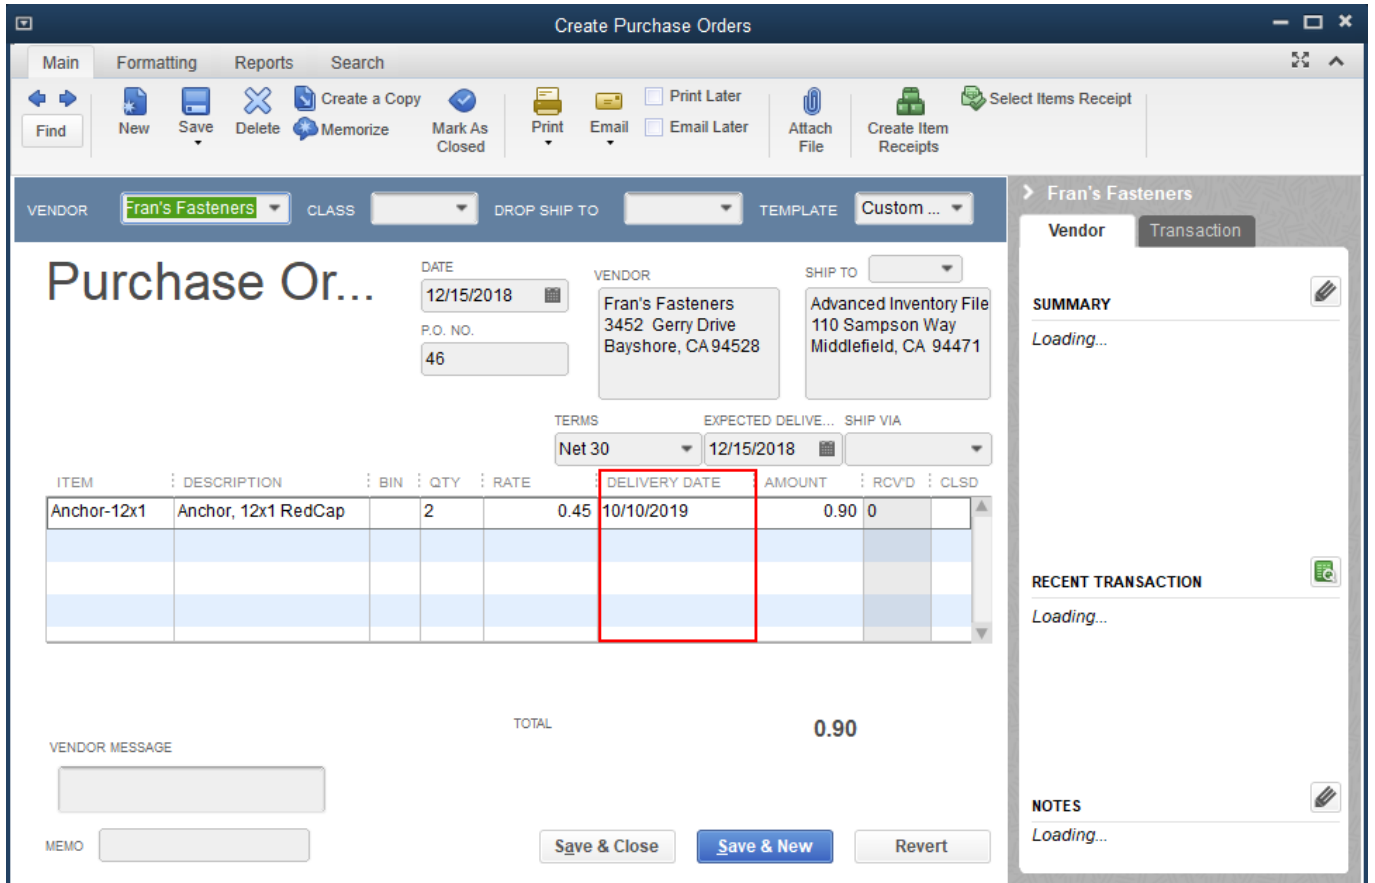 Create Purchase Orders
Main Formatting Reports Search
Find New Save Delete Create a Copy Memorize Mark As Closed Print Email Print Later Email Later Attach File Create Item Receipts Select Items Receipt
VENDOR Fran's Fasteners CLASS DROP SHIP TO TEMPLATE Custom ...
Purchase Or...
DATE
12/15/2018
P.O. NO.
46
VENDOR
Fran's Fasteners
3452 Gerry Drive
Bayshore, CA 94528
SHIP TO
Advanced Inventory File
110 Sampson Way
Middlefield, CA 94471
TERMS EXPECTED DELIVE... SHIP VIA
Net 30 12/15/2018
ITEM DESCRIPTION BIN QTY RATE DELIVERY DATE AMOUNT RCV'D CLSD
Anchor-12x1 Anchor, 12x1 RedCap 2 0.45 10/10/2019 0.90 0
TOTAL 0.90
VENDOR MESSAGE
MEMO
Save & Close Save & New Revert
Fran's Fasteners
Vendor Transaction
SUMMARY
Loading...
RECENT TRANSACTION
Loading...
NOTES
Loading...